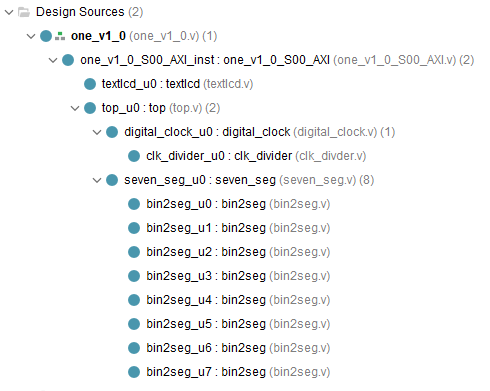 Design Sources (2)
one_v1_0 (one_v1_0.v) (1)
one_v1_0_S00_AXI_inst : one_v1_0_S00_AXI (one_v1_0_S00_AXI.v) (2)
textlcd_u0 : textlcd (textlcd.v)
top_u0 : top (top.v) (2)
digital_clock_u0 : digital_clock (digital_clock.v) (1)
clk_divider_u0 : clk_divider (clk_divder.v)
seven_seg_u0 : seven_seg (seven_seg.v) (8)
bin2seg_u0 : bin2seg (bin2seg.v)
bin2seg_u1 : bin2seg (bin2seg.v)
bin2seg_u2 : bin2seg (bin2seg.v)
bin2seg_u3 : bin2seg (bin2seg.v)
bin2seg_u4 : bin2seg (bin2seg.v)
bin2seg_u5 : bin2seg (bin2seg.v)
bin2seg_u6 : bin2seg (bin2seg.v)
bin2seg_u7 : bin2seg (bin2seg.v)